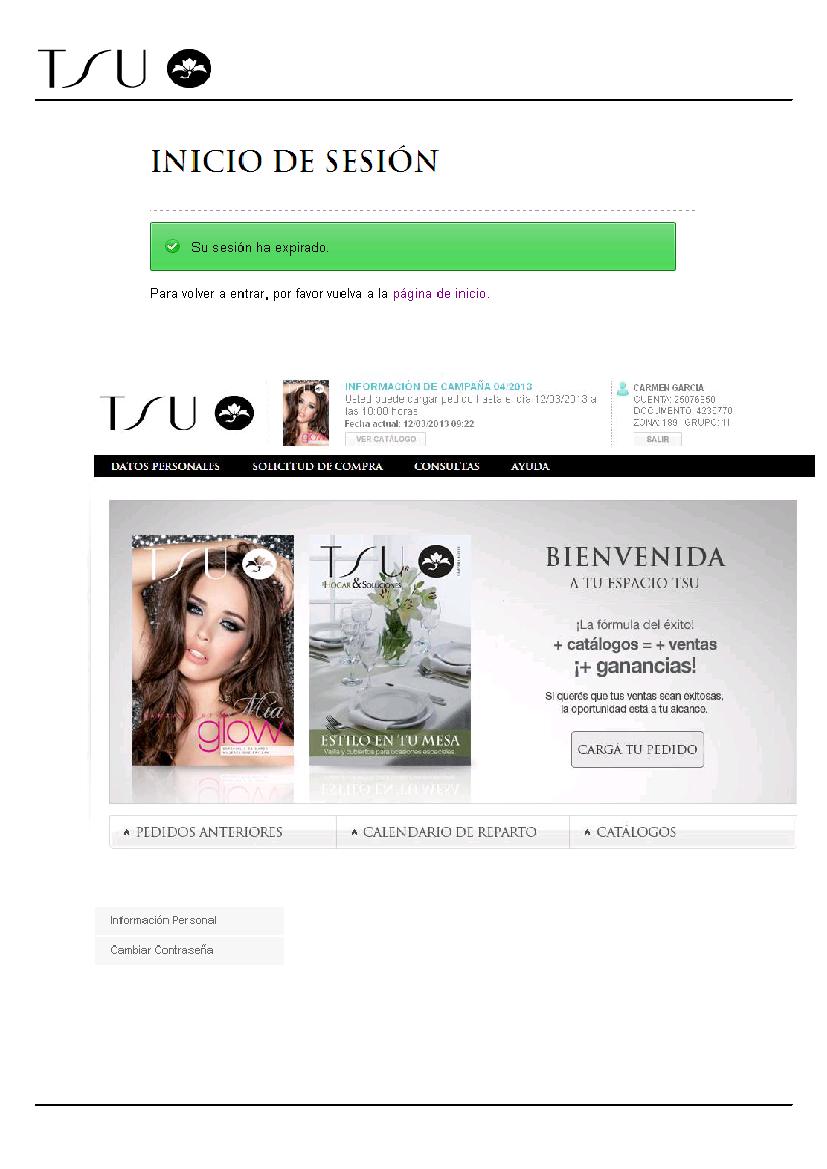 TSU
INICIO DE SESIÓN
Su sesión ha expirado.
Para volver a entrar, por favor vuelva a la página de inicio.
TSU
INFORMACIÓN DE CAMPAÑA 04/2013
Usted puede cargar pedido hasta el día 12/03/2013 a
las 10:00 horas
Fecha actual: 12/03/2013 09:22
VER CATÁLOGO
glow
CARMEN GARCIA
CUENTA: 25076950
DOCUMENTO: 4239770
ZONA: 189 GRUPO: 11
SALIR
DATOS PERSONALES SOLICITUD DE COMPRA CONSULTAS AYUDA
TSU
Mía
glow
TSU
HOGAR & SOLUCIONES
ESTILO EN TU MESA
Vajilla y cubiertos para ocasiones especiales.
BIENVENIDA
A TU ESPACIO TSU
¡La fórmula del éxito!
+ catálogos = + ventas
¡+ ganancias!
Si querés que tus ventas sean exitosas,
la oportunidad está a tu alcance.
CARGÁ TU PEDIDO
PEDIDOS ANTERIORES CALENDARIO DE REPARTO CATÁLOGOS
Información Personal
Cambiar Contraseña